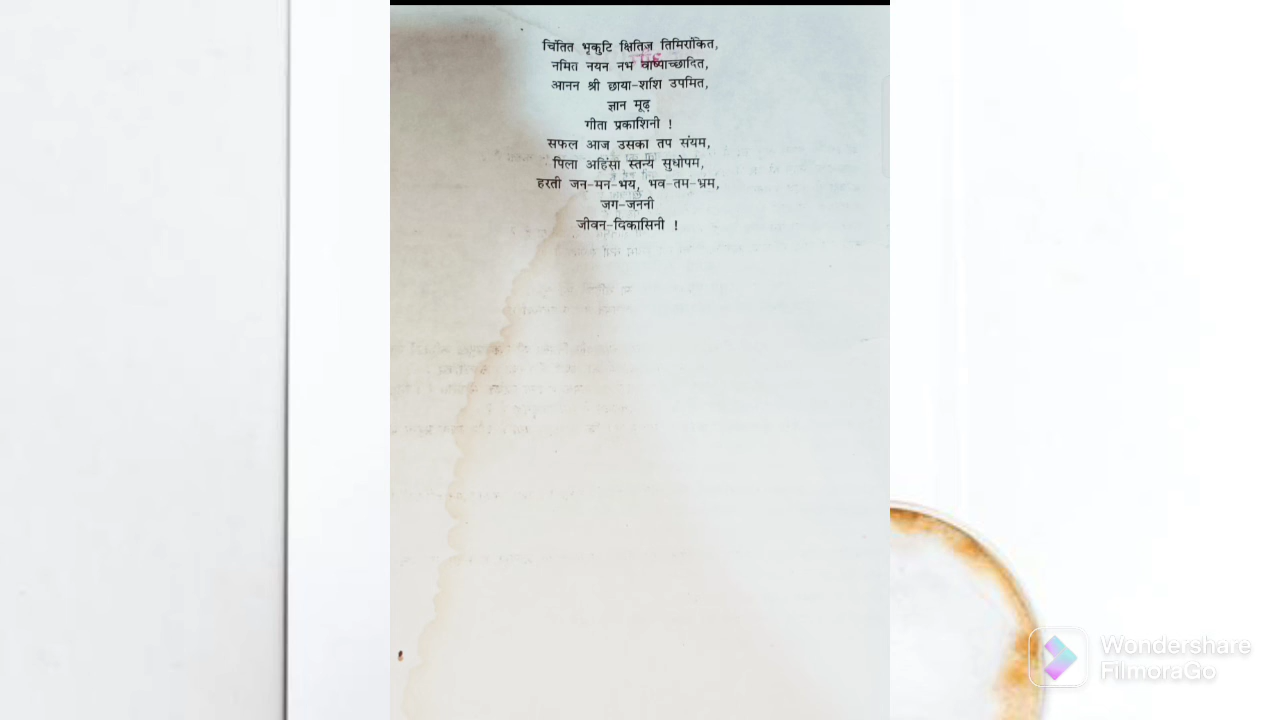 चिंतित भृकुटि क्षितिज तिमिरांकित,
नमित नयन नभ वाष्पाच्छादित,
आनन श्री छाया-शशि उपमित,
ज्ञान मूढ़
गीता प्रकाशिनी !
सफल आज उसका तप संयम,
पिला अहिंसा स्तन्य सुधोपम,
हरती जन-मन-भय, भव-तम-भ्रम,
जग-जननी
जीवन-विकासिनी !
Wondershare
FilmoraGo